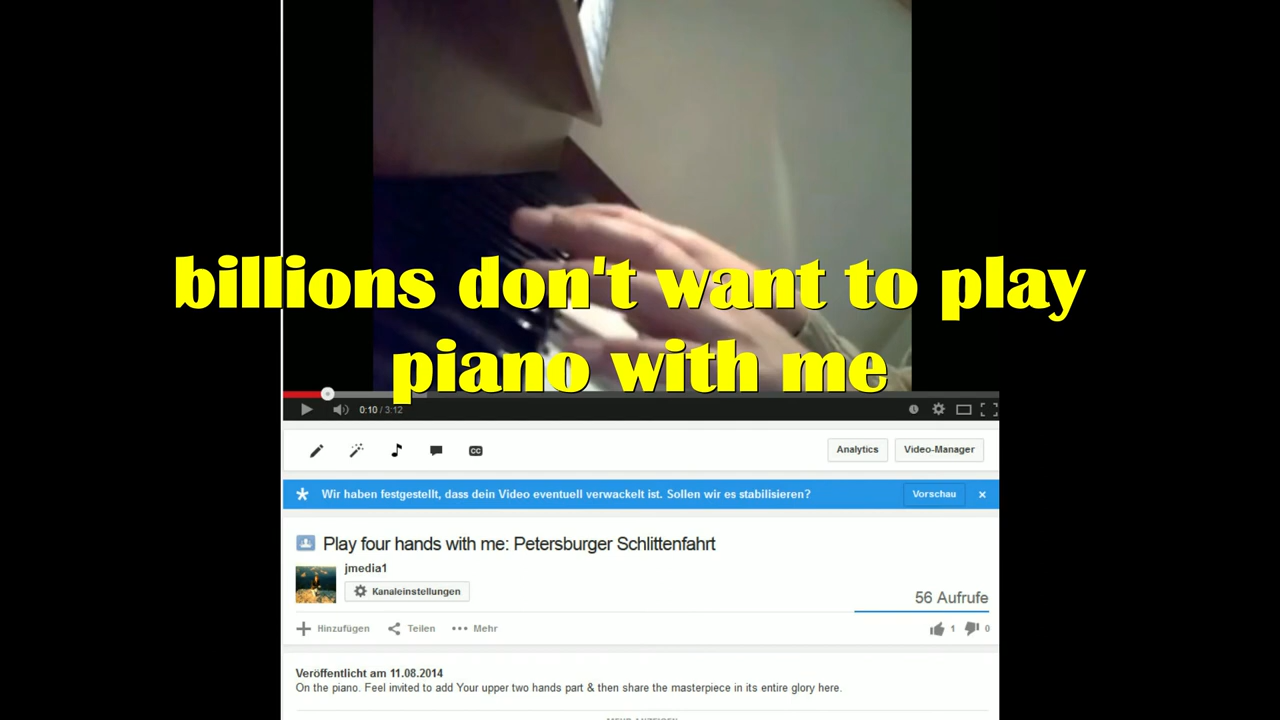 billions don't want to play
piano with me
0:10 / 3:12
CC
Analytics
Video-Manager
Wir haben festgestellt, dass dein Video eventuell verwackelt ist. Sollen wir es stabilisieren?
Vorschau
Play four hands with me: Petersburger Schlittenfahrt
jmedia1
Kanaleinstellungen
56 Aufrufe
Hinzufügen
Teilen
Mehr
1
0
Veröffentlicht am 11.08.2014
On the piano. Feel invited to add Your upper two hands part & then share the masterpiece in its entire glory here.